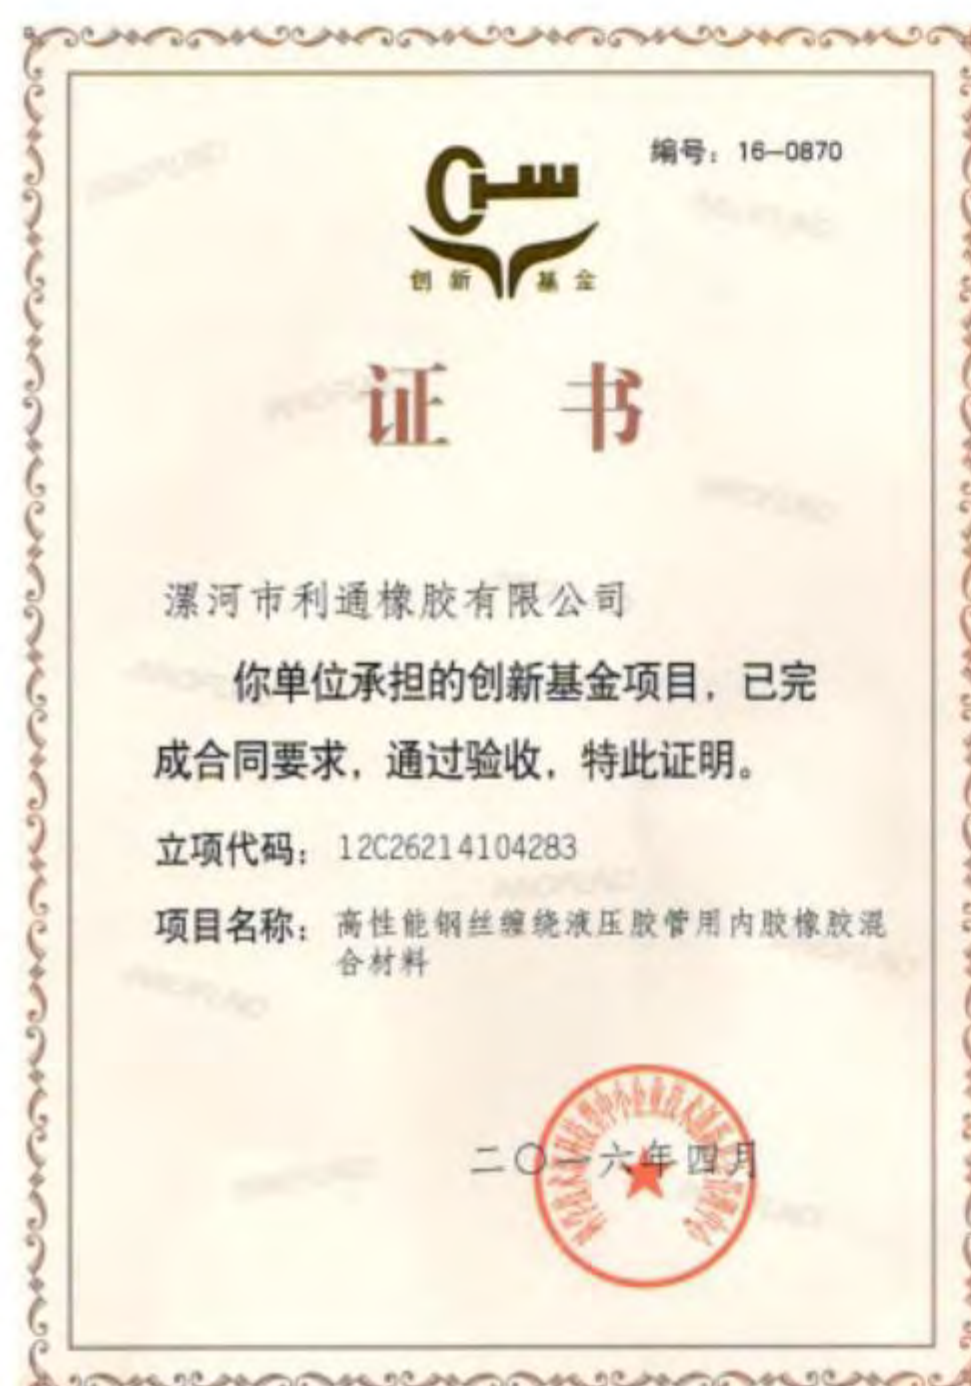 编号：16—0870
创新基金
证 书
漯河市利通橡胶有限公司
你单位承担的创新基金项目，已完
成合同要求，通过验收，特此证明。
立项代码：12C26214104283
项目名称：高性能钢丝缠绕液压胶管用内胶橡胶混
合材料
二〇一六年四月